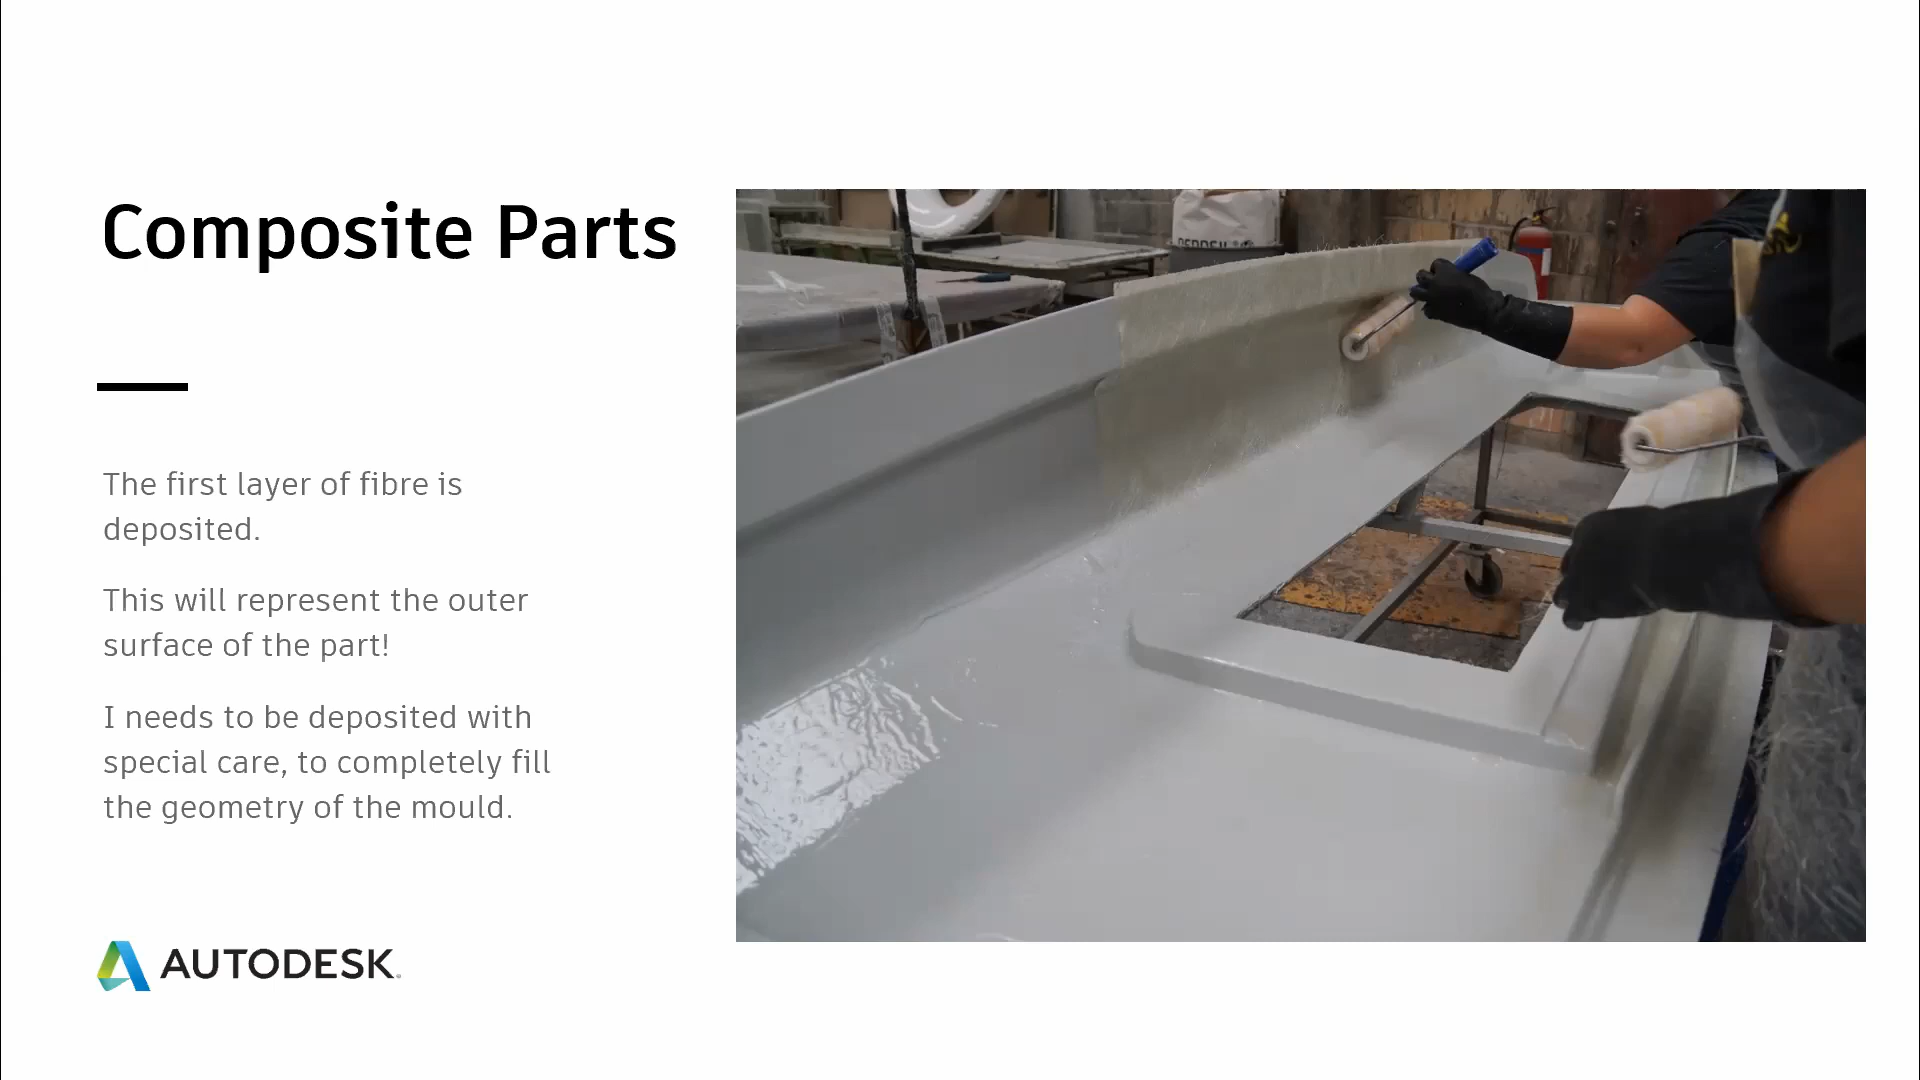 Composite Parts
The first layer of fibre is
deposited.
This will represent the outer
surface of the part!
I needs to be deposited with
special care, to completely fill
the geometry of the mould.
AUTODESK.